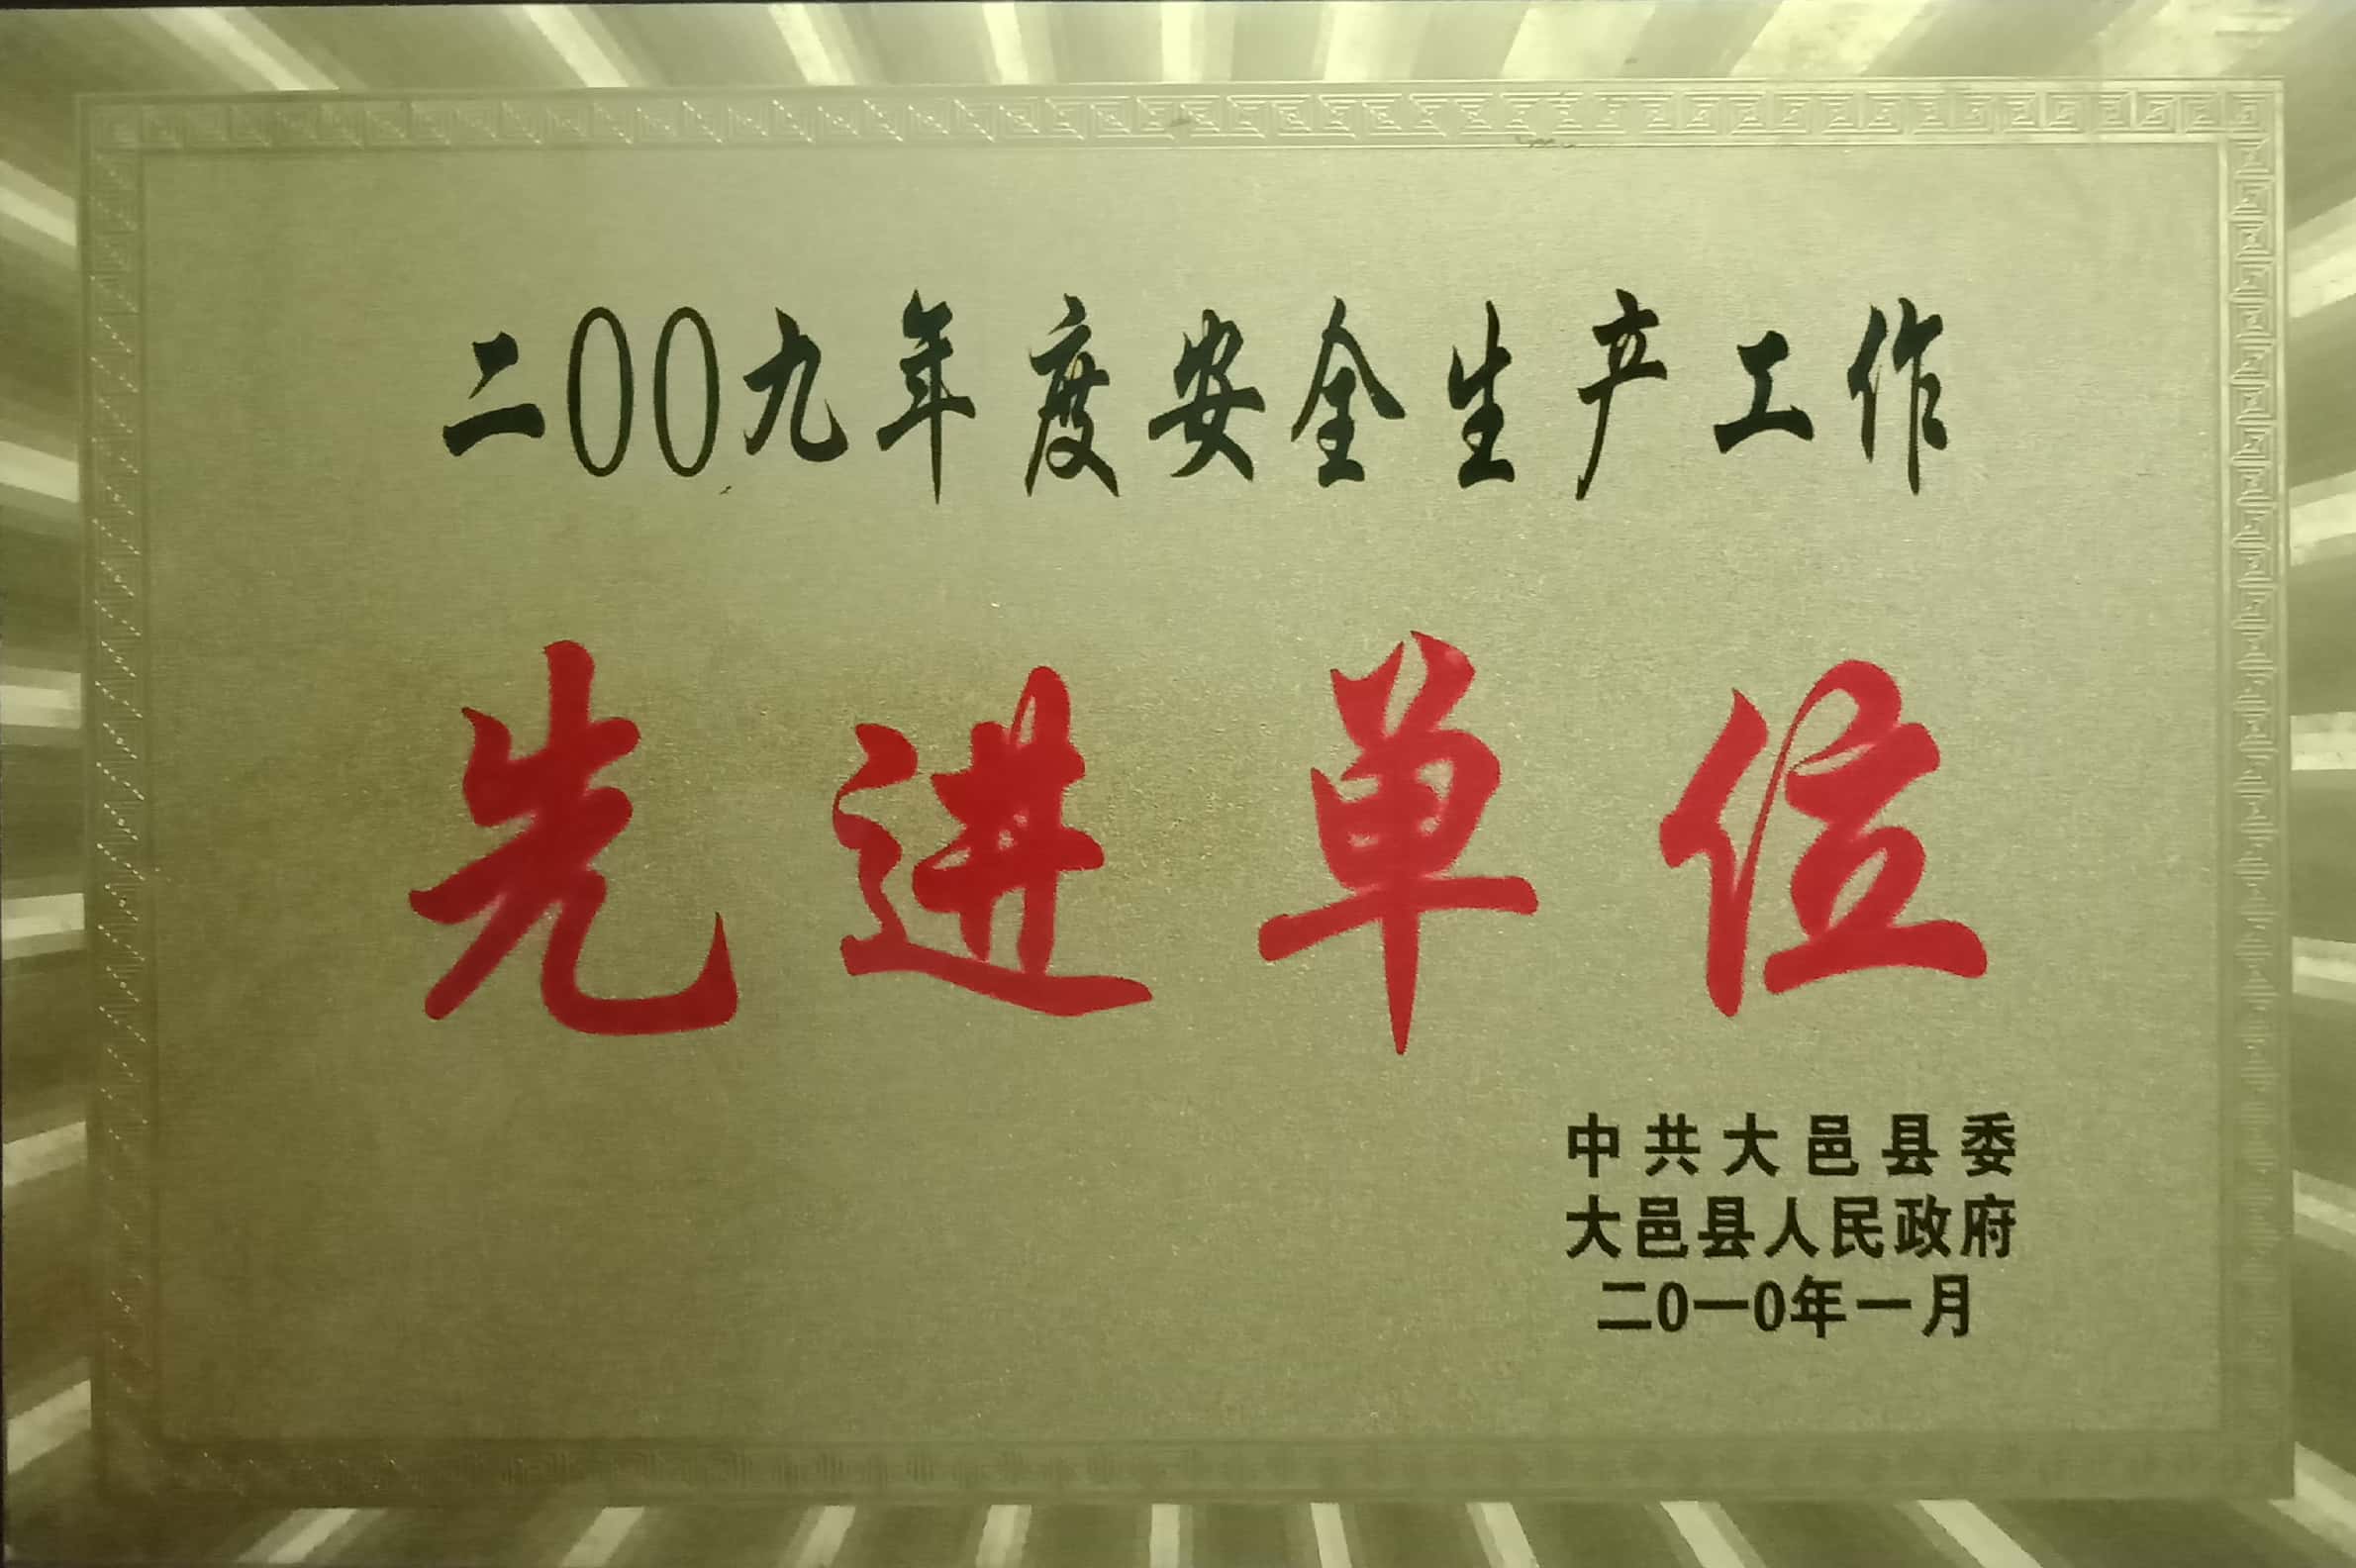 二00九年度安全生产工作
先进单位
中共大邑县委
大邑县人民政府
二0一0年一月